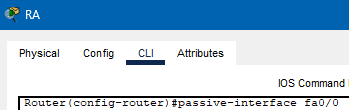 RA
Physical Config CLI Attributes
IOS Command
Router(config-router)#passive-interface fa0/0